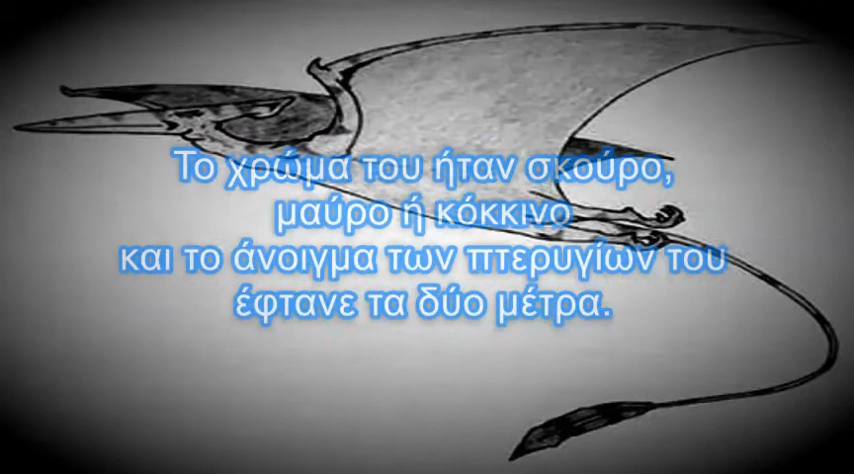 Το χρώμα του ήταν σκούρο,
μαύρο ή κόκκινο
και το άνοιγμα των πτερυγίων του
έφτανε τα δύο μέτρα.